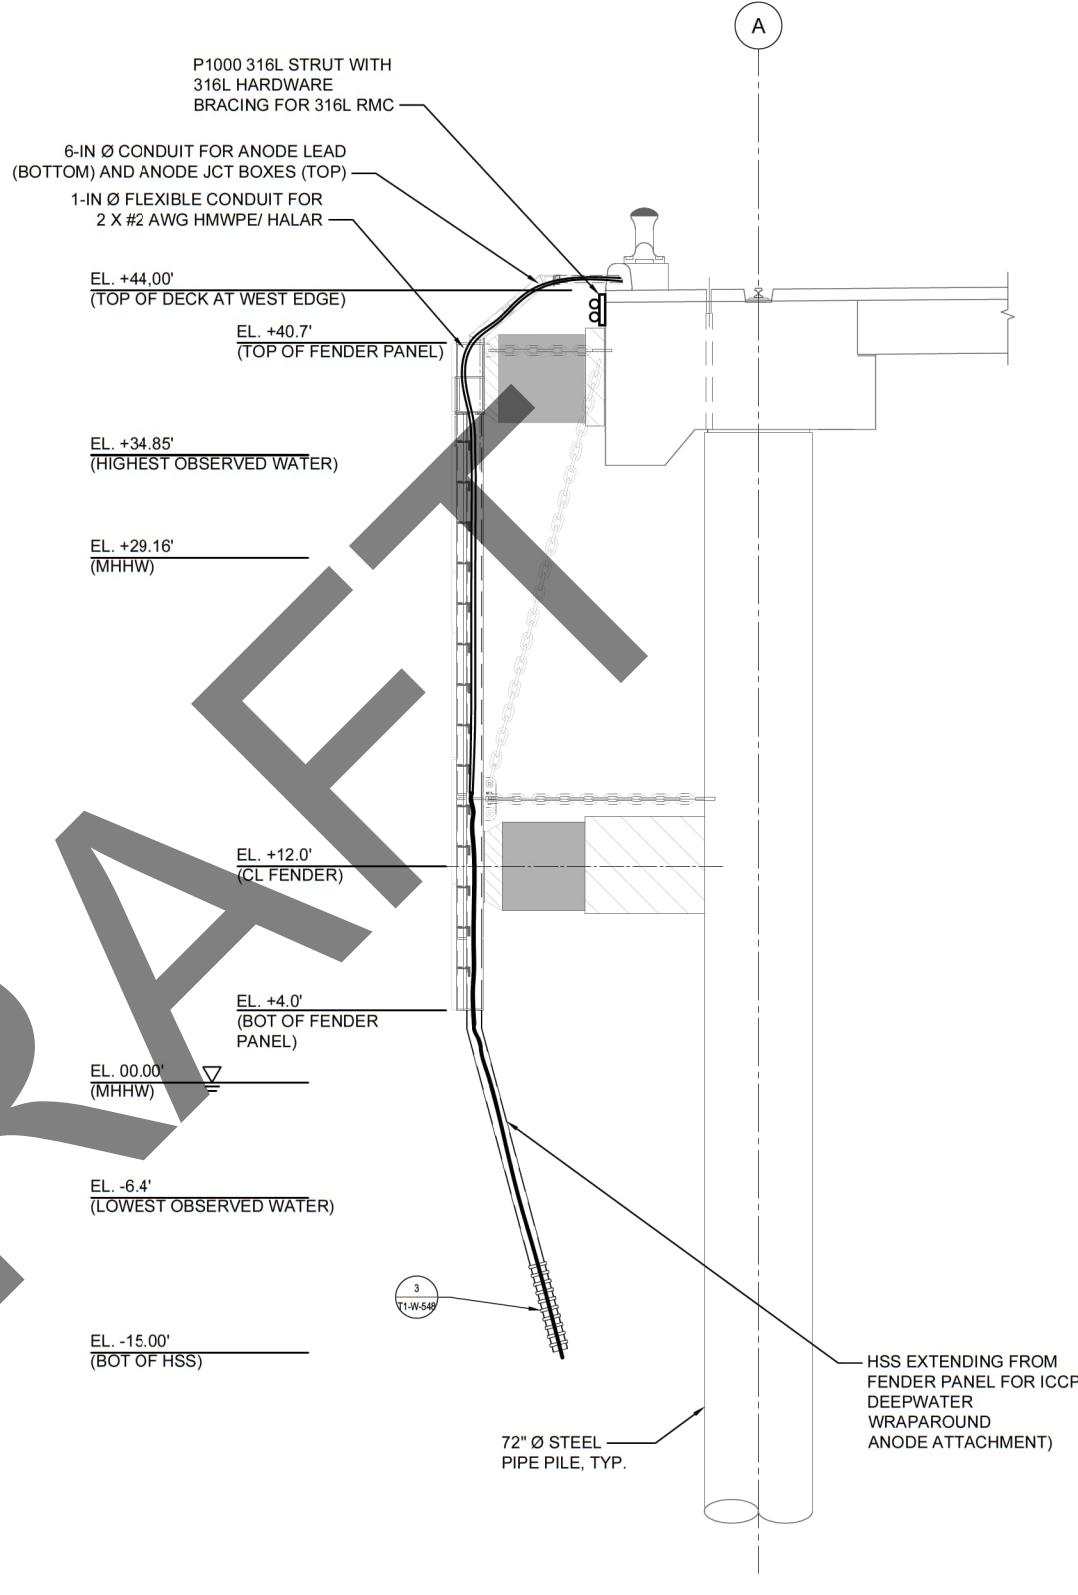 A
P1000 316L STRUT WITH
316L HARDWARE
BRACING FOR 316L RMC
6-IN Ø CONDUIT FOR ANODE LEAD
(BOTTOM) AND ANODE JCT BOXES (TOP)
1-IN Ø FLEXIBLE CONDUIT FOR
2 X #2 AWG HMWPE/ HALAR
EL. +44,00'
(TOP OF DECK AT WEST EDGE)
EL. +40.7'
(TOP OF FENDER PANEL)
EL. +34.85'
(HIGHEST OBSERVED WATER)
EL. +29.16'
(MHHW)
EL. +12.0'
(CL FENDER)
EL. +4.0'
(BOT OF FENDER
PANEL)
EL. 00.00'
(MHHW)
EL. -6.4'
(LOWEST OBSERVED WATER)
3
T1-W-548
EL. -15.00'
(BOT OF HSS)
HSS EXTENDING FROM
FENDER PANEL FOR ICCP
DEEPWATER
WRAPAROUND
ANODE ATTACHMENT)
72" Ø STEEL
PIPE PILE, TYP.
RAFT